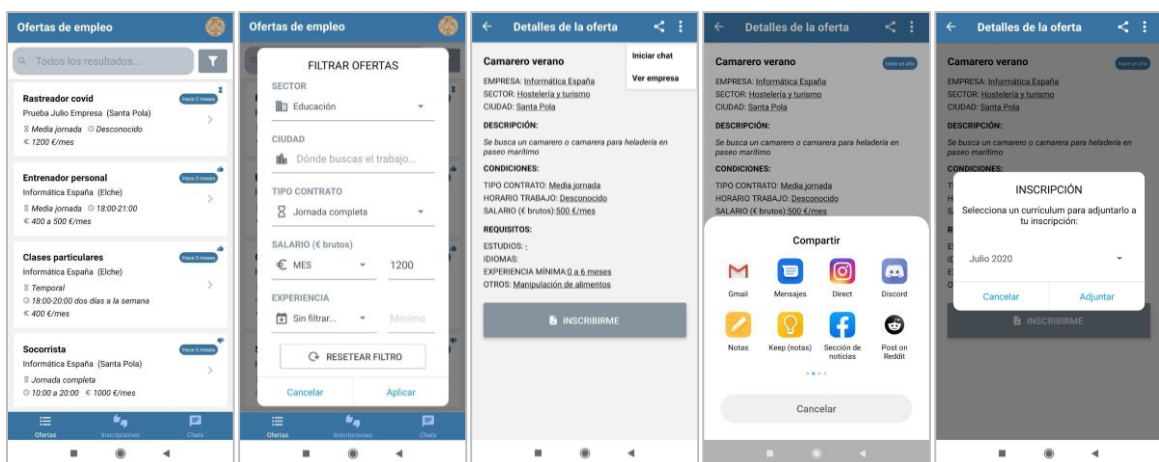 Ofertas de empleo
Todos los resultados...
Rastreador covid
Hace 2 meses
Prueba Julio Empresa (Santa Pola)
Media jornada Desconocido
€ 1200 €/mes
Entrenador personal
Hace 3 meses
Informática España (Elche)
Media jornada 18:00-21:00
€ 400 a 500 €/mes
Clases particulares
Hace 3 meses
Informática España (Elche)
Temporal
18:00-20:00 dos días a la semana
€ 400 €/mes
Socorrista
Hace 3 meses
Informática España (Santa Pola)
Jornada completa
10:00 a 20:00 € 1000 €/mes
Ofertas
Inscripciones
Chats
Ofertas de empleo
FILTRAR OFERTAS
SECTOR
Educación
CIUDAD
Dónde buscas el trabajo...
TIPO CONTRATO
Jornada completa
SALARIO (€ brutos)
€ MES 1200
EXPERIENCIA
Sin filtrar... Mínimo
RESETEAR FILTRO
Cancelar Aplicar
Ofertas
Inscripciones
Chats
Detalles de la oferta
Iniciar chat
Ver empresa
Camarero verano
EMPRESA: Informática España
SECTOR: Hostelería y turismo
CIUDAD: Santa Pola
DESCRIPCIÓN:
Se busca un camarero o camarera para heladería en
paseo marítimo
CONDICIONES:
TIPO CONTRATO: Media jornada
HORARIO TRABAJO: Desconocido
SALARIO (€ brutos):500 €/mes
REQUISITOS:
ESTUDIOS: -
IDIOMAS:
EXPERIENCIA MÍNIMA:0 a 6 meses
OTROS: Manipulación de alimentos
INSCRIBIRME
Detalles de la oferta
Camarero verano
Hace un año
EMPRESA: Informática España
SECTOR: Hostelería y turismo
CIUDAD: Santa Pola
DESCRIPCIÓN:
Se busca un camarero o camarera para heladería en
paseo marítimo
CONDICIONES:
TIPO CONTRATO: Media jornada
HORARIO TRABAJO: Desconocido
SALARIO (€ brutos):500 €/mes
Compartir
Gmail
Mensajes
Direct
Discord
Notas
Keep (notas)
Sección de
noticias
Post on
Reddit
Cancelar
Detalles de la oferta
Camarero verano
Hace un año
EMPRESA: Informática España
SECTOR: Hostelería y turismo
CIUDAD: Santa Pola
DESCRIPCIÓN:
Se busca un camarero o camarera para heladería en
paseo marítimo
CONDICIONES:
INSCRIPCIÓN
Selecciona un currículum para adjuntarlo a
tu inscripción:
Julio 2020
Cancelar Adjuntar
INSCRIBIRME